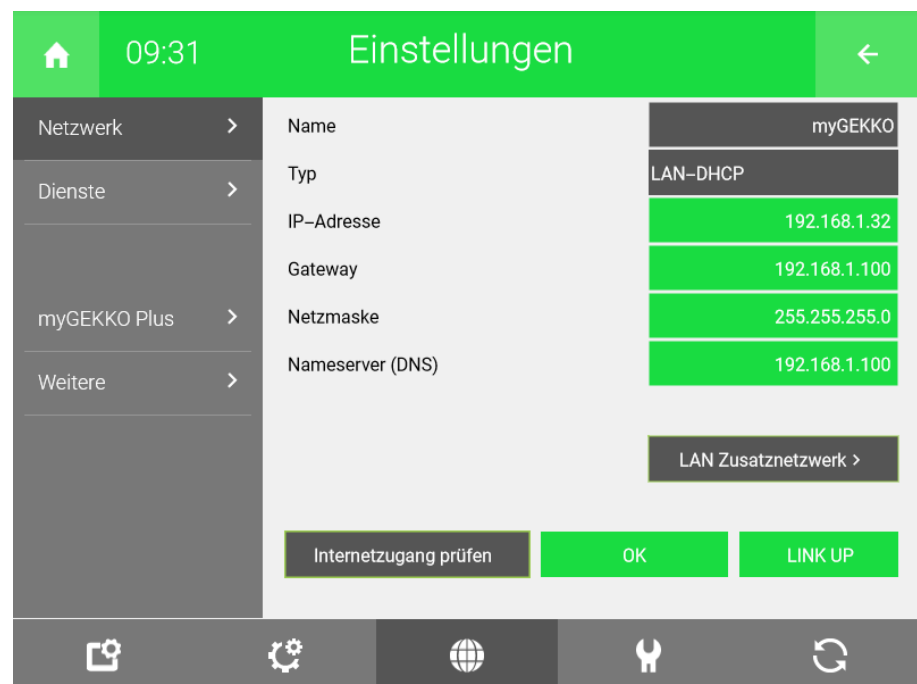 09:31
Einstellungen
Netzwerk
Dienste
myGEKKO Plus
Weitere
Name myGEKKO
Typ LAN–DHCP
IP–Adresse 192.168.1.32
Gateway 192.168.1.100
Netzmaske 255.255.255.0
Nameserver (DNS) 192.168.1.100
LAN Zusatznetzwerk >
Internetzugang prüfen OK LINK UP